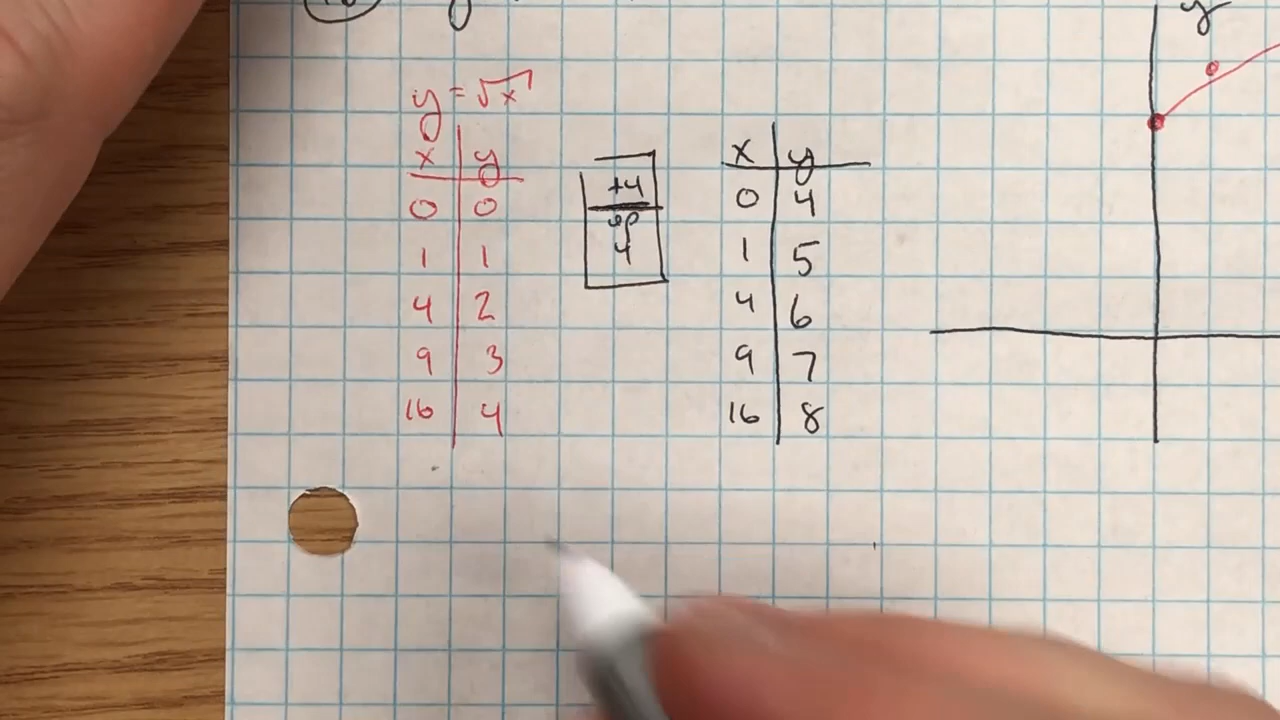 y
y = √x
x y
0 0
1 1
4 2
9 3
16 4
+4
up
4
x y
0 4
1 5
4 6
9 7
16 8
y